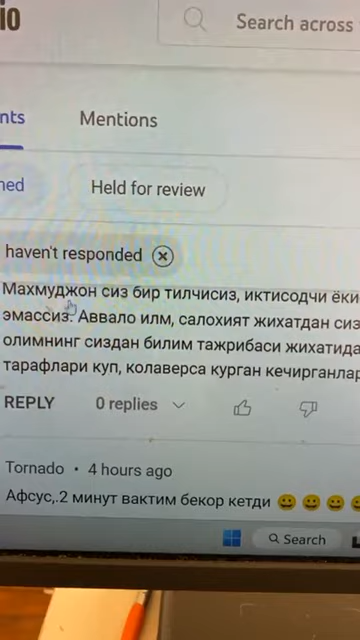 io
Search across
nts
Mentions
ned
Held for review
haven't responded
Махмуджон сиз бир тилчисиз, иктисодчи ёки
эмассиз. Аввало илм, салохият жихатдан сиз
олимнинг сиздан билим тажрибаси жихатида
тарафлари куп, колаверса курган кечирганлар
REPLY 0 replies
Tornado • 4 hours ago
Афсус,.2 минут вактим бекор кетди 😀 😀 😀
Search